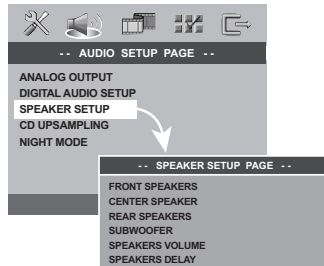 -- AUDIO SETUP PAGE --
ANALOG OUTPUT
DIGITAL AUDIO SETUP
SPEAKER SETUP
CD UPSAMPLING
NIGHT MODE
-- SPEAKER SETUP PAGE --
FRONT SPEAKERS
CENTER SPEAKER
REAR SPEAKERS
SUBWOOFER
SPEAKERS VOLUME
SPEAKERS DELAY